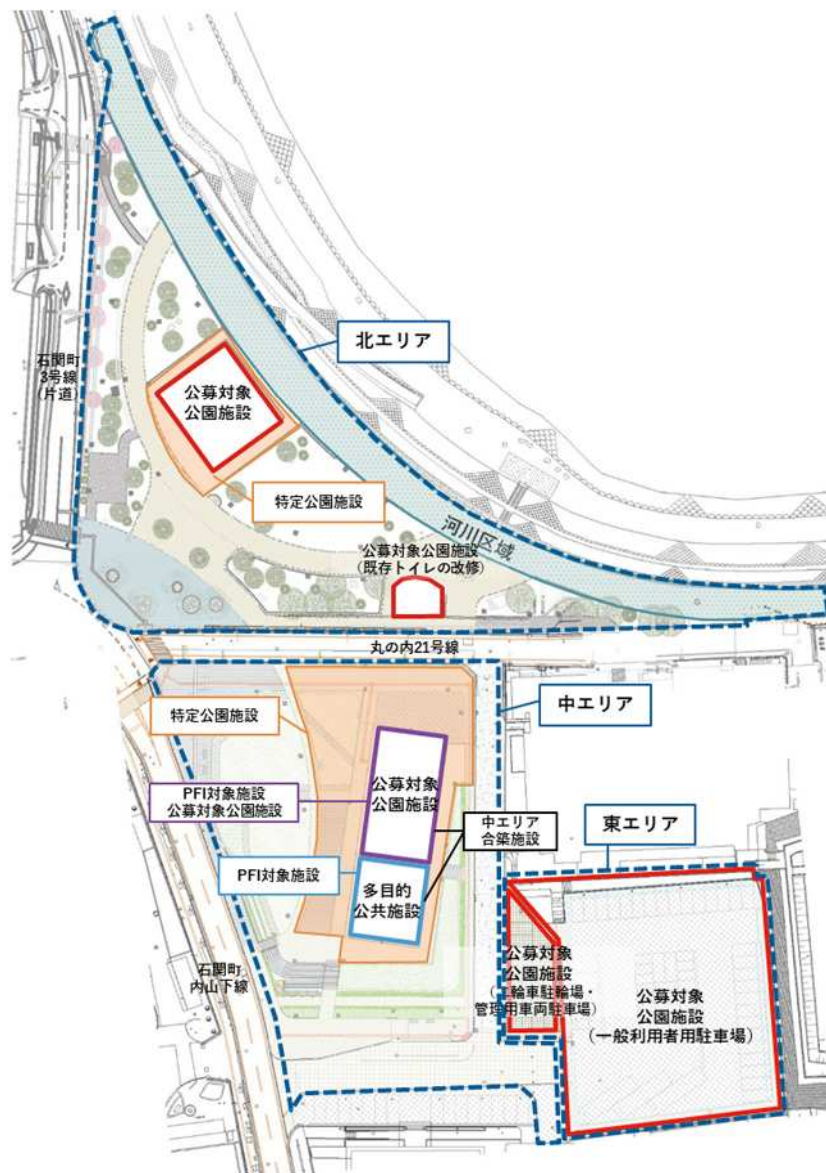 北エリア
石関町
3号線
(片道)
公募対象
公園施設
特定公園施設
河川区域
公募対象公園施設
(既存トイレの改修)
丸の内21号線
特定公園施設
中エリア
公募対象
公園施設
PFI対象施設
公募対象公園施設
中エリア
合築施設
東エリア
PFI対象施設
多目的
公共施設
石関町
内山下線
公募対象
公園施設
(二輪車駐輪場・
管理用車両駐車場)
公募対象
公園施設
(一般利用者用駐車場)